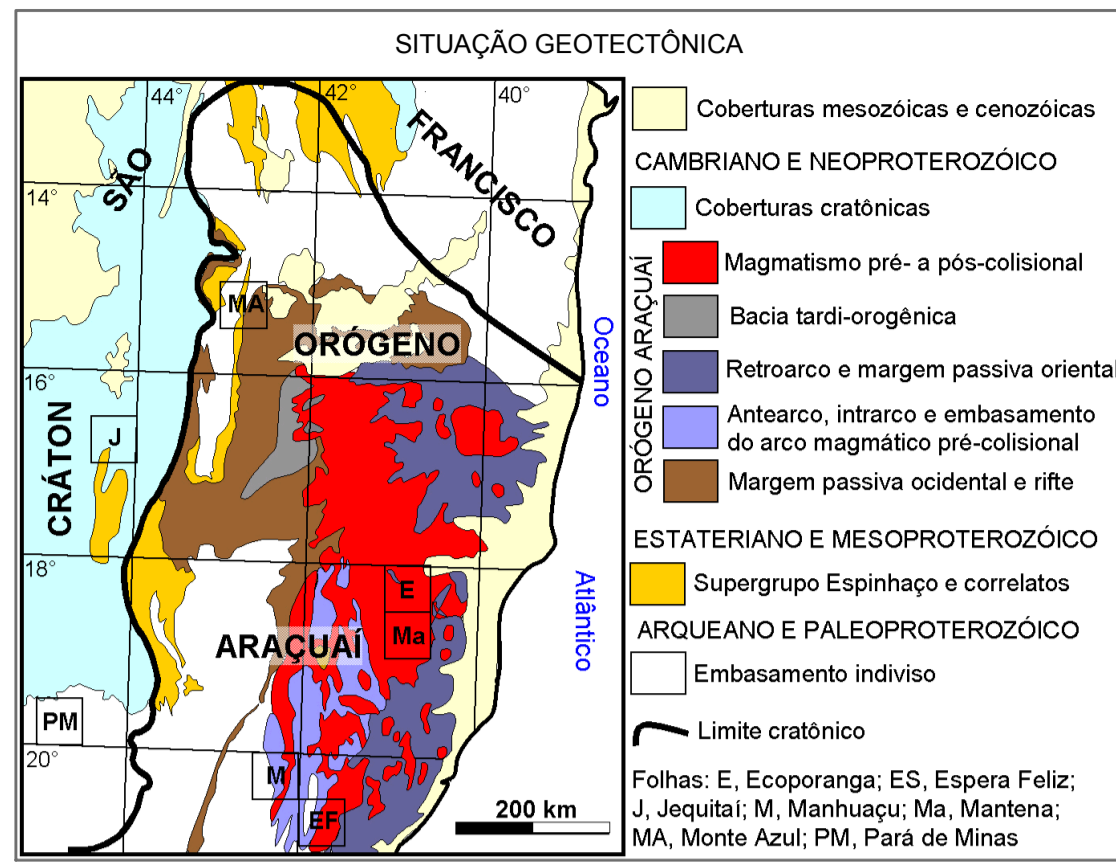 SITUAÇÃO GEOTECTÔNICA
44°
42°
40°
SÃO
FRANCISCO
14°
MA
ORÓGENO
Oceano
16°
J
CRÁTON
18°
E
Ma
Atlântico
ARAÇUAÍ
PM
20°
M
EF
200 km
Coberturas mesozóicas e cenozóicas
CAMBRIANO E NEOPROTEROZÓICO
Coberturas cratônicas
ORÓGENO ARAÇUAÍ
Magmatismo pré- a pós-colisional
Bacia tardi-orogênica
Retroarco e margem passiva oriental
Antearco, intrarco e embasamento
do arco magmático pré-colisional
Margem passiva ocidental e rifte
ESTATERIANO E MESOPROTEROZÓICO
Supergrupo Espinhaço e correlatos
ARQUEANO E PALEOPROTEROZÓICO
Embasamento indiviso
Limite cratônico
Folhas: E, Ecoporanga; ES, Espera Feliz;
J, Jequitaí; M, Manhuaçu; Ma, Mantena;
MA, Monte Azul; PM, Pará de Minas